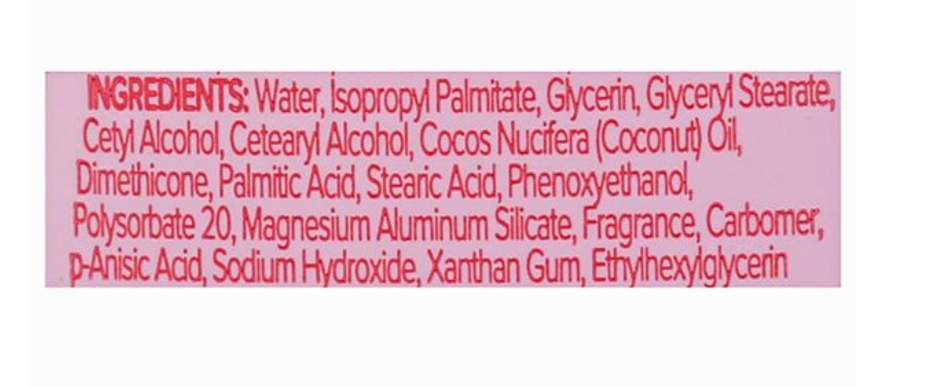 INGREDIENTS: Water, Isopropyl Palmitate, Glycerin, Glyceryl Stearate,
Cetyl Alcohol, Cetearyl Alcohol, Cocos Nucifera (Coconut) Oil,
Dimethicone, Palmitic Acid, Stearic Acid, Phenoxyethanol,
Polysorbate 20, Magnesium Aluminum Silicate, Fragrance, Carbomer,
p-Anisic Acid, Sodium Hydroxide, Xanthan Gum, Ethylhexylglycerin